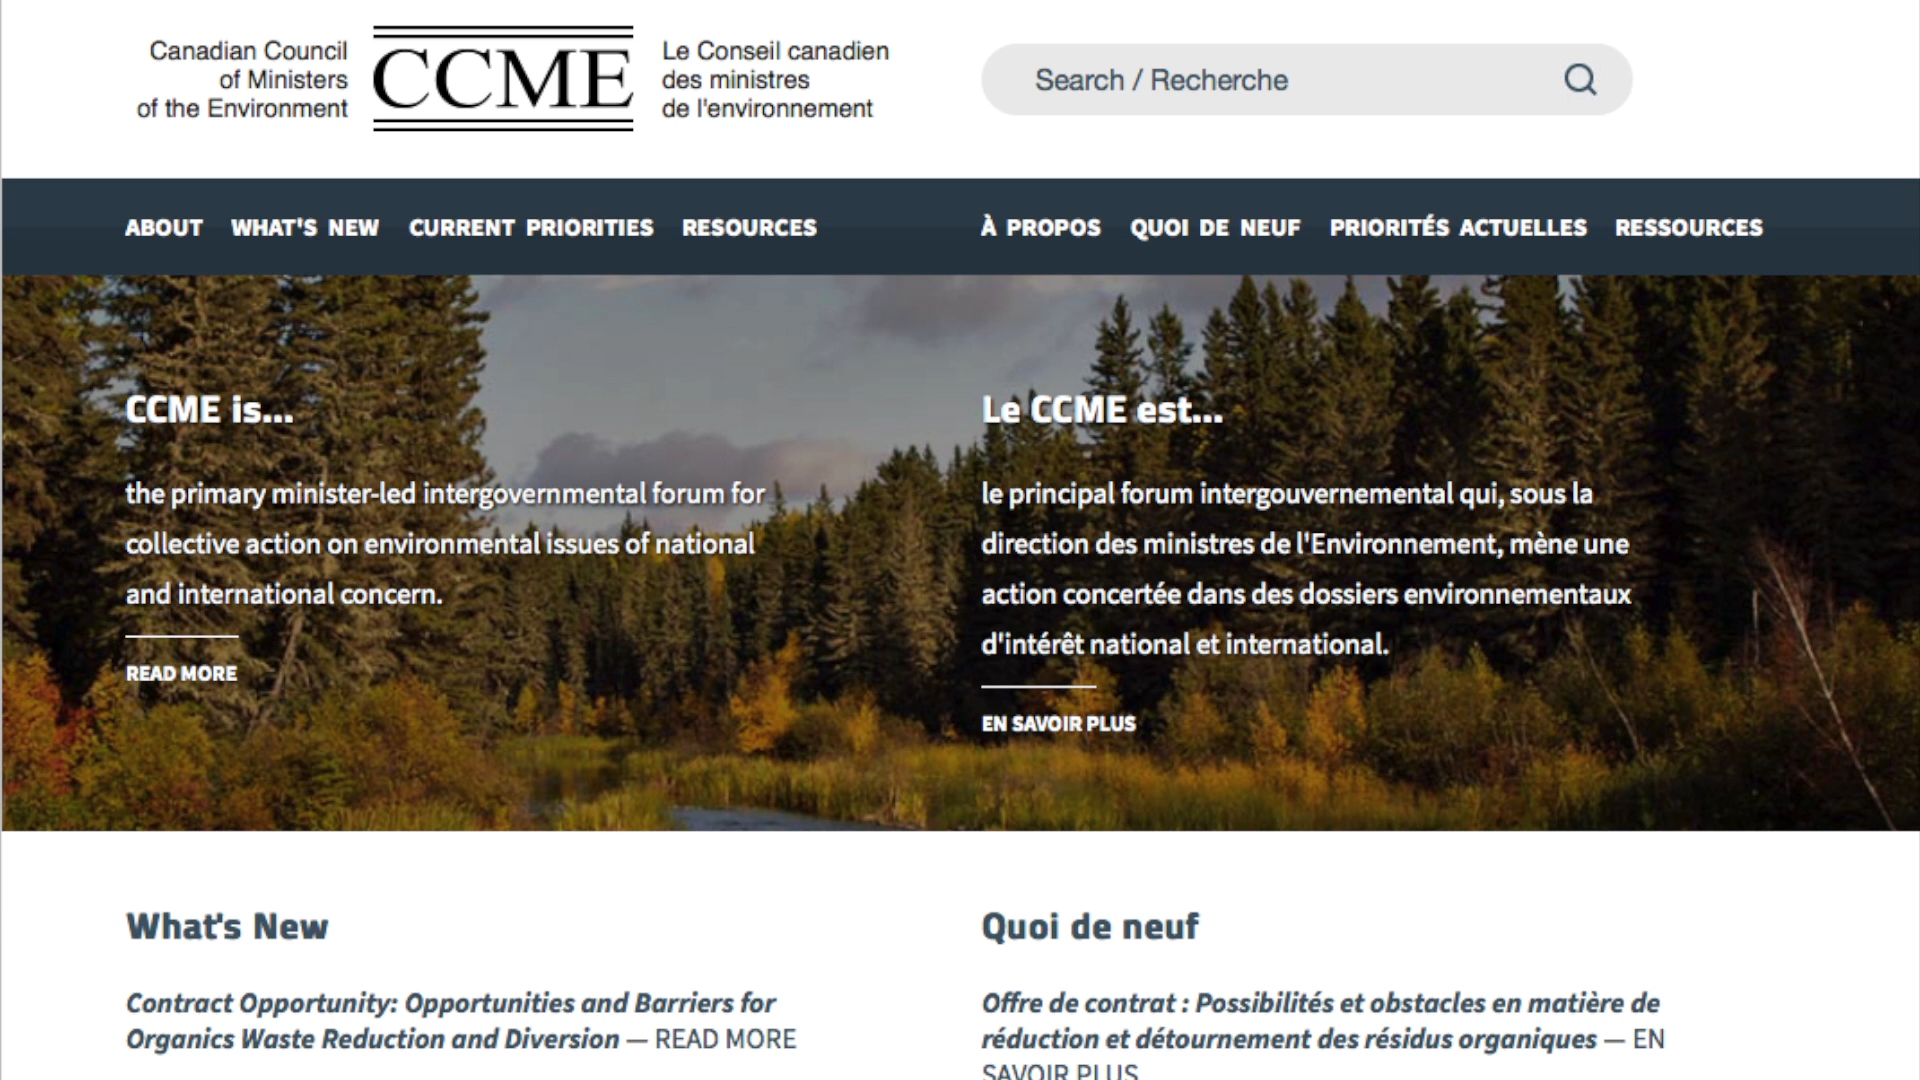 Canadian Council
of Ministers
of the Environment
CCME
Le Conseil canadien
des ministres
de l'environnement
Search / Recherche
ABOUT WHAT'S NEW CURRENT PRIORITIES RESOURCES
À PROPOS QUOI DE NEUF PRIORITÉS ACTUELLES RESSOURCES
CCME is...
the primary minister-led intergovernmental forum for
collective action on environmental issues of national
and international concern.
READ MORE
Le CCME est...
le principal forum intergouvernemental qui, sous la
direction des ministres de l'Environnement, mène une
action concertée dans des dossiers environnementaux
d'intérêt national et international.
EN SAVOIR PLUS
What's New
Contract Opportunity: Opportunities and Barriers for
Organics Waste Reduction and Diversion — READ MORE
Quoi de neuf
Offre de contrat : Possibilités et obstacles en matière de
réduction et détournement des résidus organiques — EN
SAVOIR PLUS